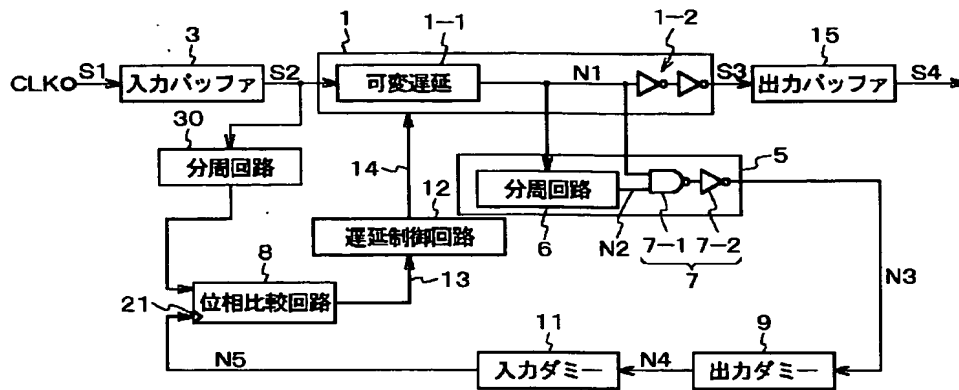 1
1-1
1-2
3
15
CLK
S1
入力バッファ
S2
可変遅延
N1
S3
出力バッファ
S4
30
分周回路
14
5
12
分周回路
6
N2
7-1
7-2
7
遅延制御回路
8
13
N3
21
位相比較回路
11
9
N5
入力ダミー
N4
出力ダミー